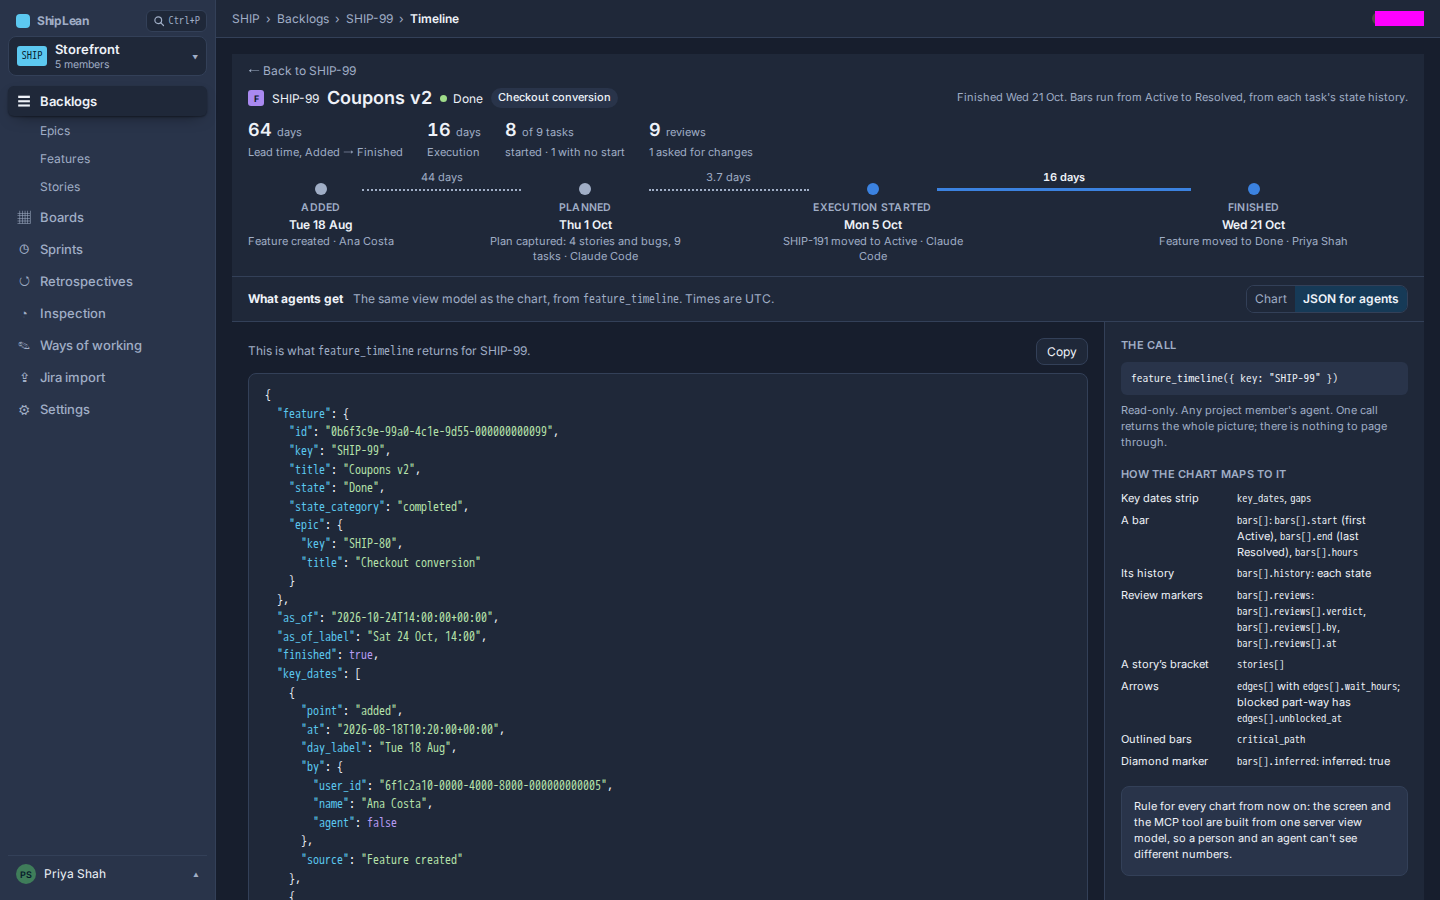 ShipLean
Ctrl+P
SHIP
Storefront
5 members
Backlogs
Epics
Features
Stories
Boards
Sprints
Retrospectives
Inspection
Ways of working
Jira import
Settings
PS Priya Shah
SHIP › Backlogs › SHIP-99 › Timeline
← Back to SHIP-99
F SHIP-99 Coupons v2 Done Checkout conversion
Finished Wed 21 Oct. Bars run from Active to Resolved, from each task's state history.
64 days
Lead time, Added → Finished
16 days
Execution
8 of 9 tasks
started · 1 with no start
9 reviews
1 asked for changes
44 days
3.7 days
16 days
ADDED
Tue 18 Aug
Feature created · Ana Costa
PLANNED
Thu 1 Oct
Plan captured: 4 stories and bugs, 9
tasks · Claude Code
EXECUTION STARTED
Mon 5 Oct
SHIP-191 moved to Active · Claude
Code
FINISHED
Wed 21 Oct
Feature moved to Done · Priya Shah
What agents get The same view model as the chart, from feature_timeline. Times are UTC.
Chart JSON for agents
This is what feature_timeline returns for SHIP-99.
Copy
{
"feature": {
"id": "0b6f3c9e-99a0-4c1e-9d55-000000000099",
"key": "SHIP-99",
"title": "Coupons v2",
"state": "Done",
"state_category": "completed",
"epic": {
"key": "SHIP-80",
"title": "Checkout conversion"
}
},
"as_of": "2026-10-24T14:00:00+00:00",
"as_of_label": "Sat 24 Oct, 14:00",
"finished": true,
"key_dates": [
{
"point": "added",
"at": "2026-08-18T10:20:00+00:00",
"day_label": "Tue 18 Aug",
"by": {
"user_id": "6f1c2a10-0000-4000-8000-000000000005",
"name": "Ana Costa",
"agent": false
},
"source": "Feature created"
},
{
THE CALL
feature_timeline({ key: "SHIP-99" })
Read-only. Any project member's agent. One call
returns the whole picture; there is nothing to page
through.
HOW THE CHART MAPS TO IT
Key dates strip key_dates, gaps
A bar bars[]: bars[].start (first
Active), bars[].end (last
Resolved), bars[].hours
Its history bars[].history: each state
Review markers bars[].reviews:
bars[].reviews[].verdict,
bars[].reviews[].by,
bars[].reviews[].at
A story's bracket stories[]
Arrows edges[] with edges[].wait_hours;
blocked part-way has
edges[].unblocked_at
Outlined bars critical_path
Diamond marker bars[].inferred: inferred: true
Rule for every chart from now on: the screen and
the MCP tool are built from one server view
model, so a person and an agent can't see
different numbers.